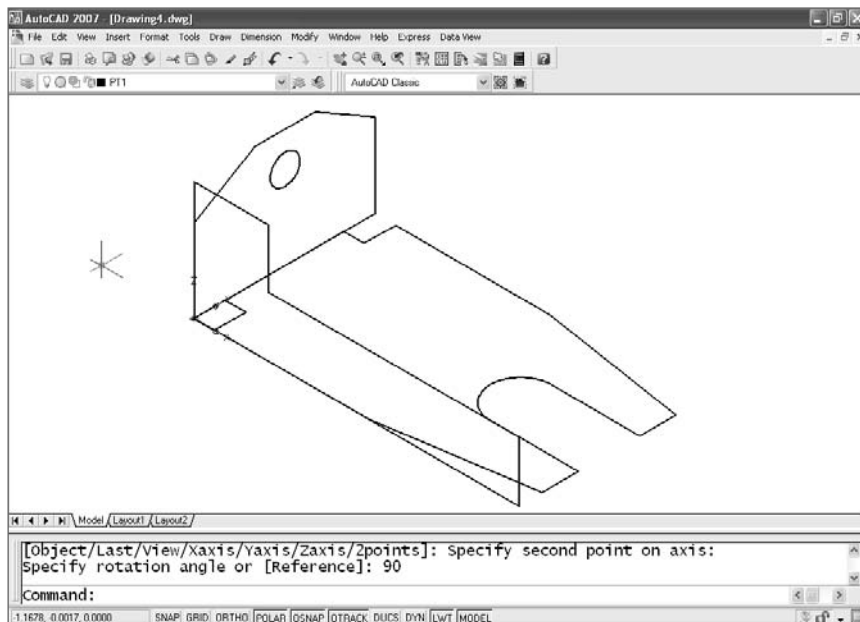 AutoCAD 2007 - [Drawing4.dwg]
File Edit View Insert Format Tools Draw Dimension Modify Window Help Express Data View
PT1 AutoCAD Classic
Z
Model Layout1 Layout2
[Object/Last/View/Xaxis/Yaxis/Zaxis/2points]: Specify second point on axis:
Specify rotation angle or [Reference]: 90
Command:
-1.1678, -0.0017, 0.0000 SNAP GRID ORTHO POLAR OSNAP OTRACK DUCS DYN LWT MODEL